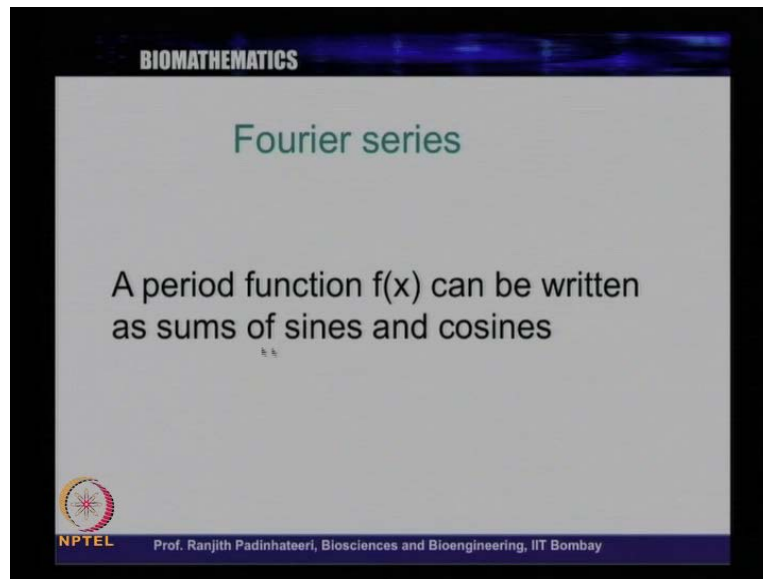 BIOMATHEMATICS
Fourier series
A period function f(x) can be written
as sums of sines and cosines
NPTEL
Prof. Ranjith Padinhateeri, Biosciences and Bioengineering, IIT Bombay